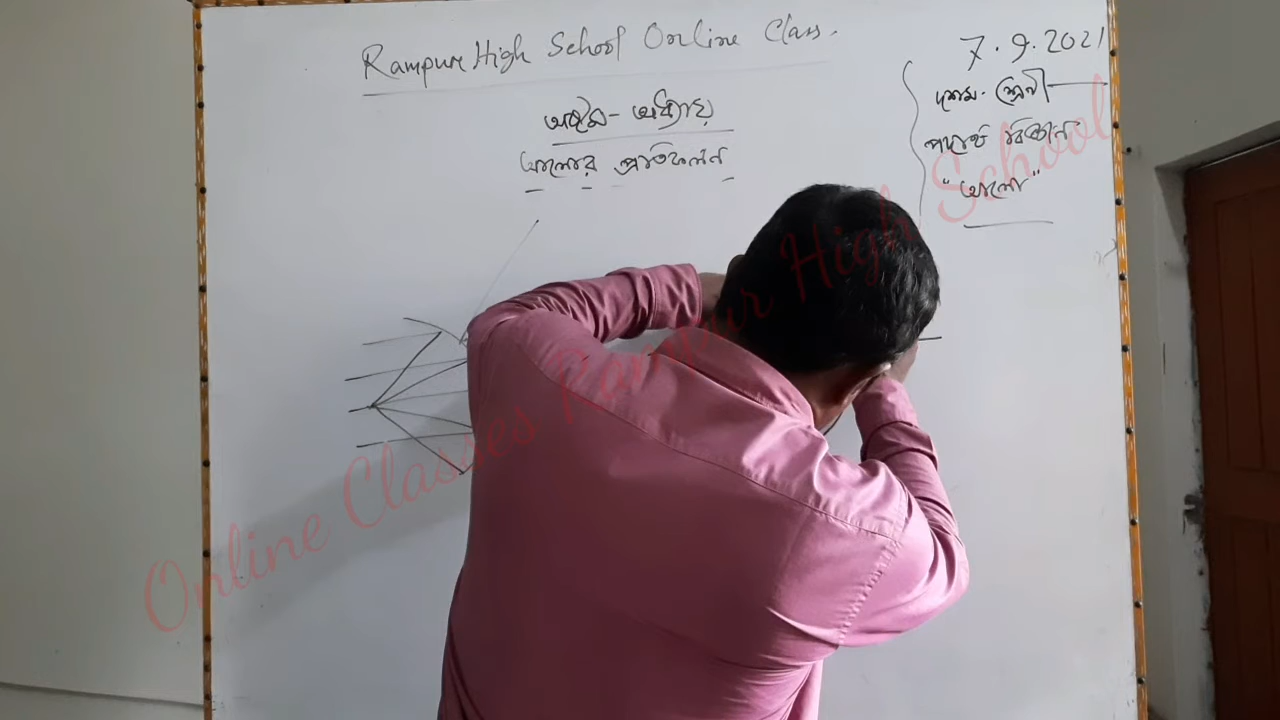 Rampur High School Online Class.
7.9.2021
অষ্টম - অধ্যায়
আলোর প্রতিফলন
দশম - শ্রেণী
পদার্থ বিজ্ঞান
"আলো"
Online Classes Rampur High School